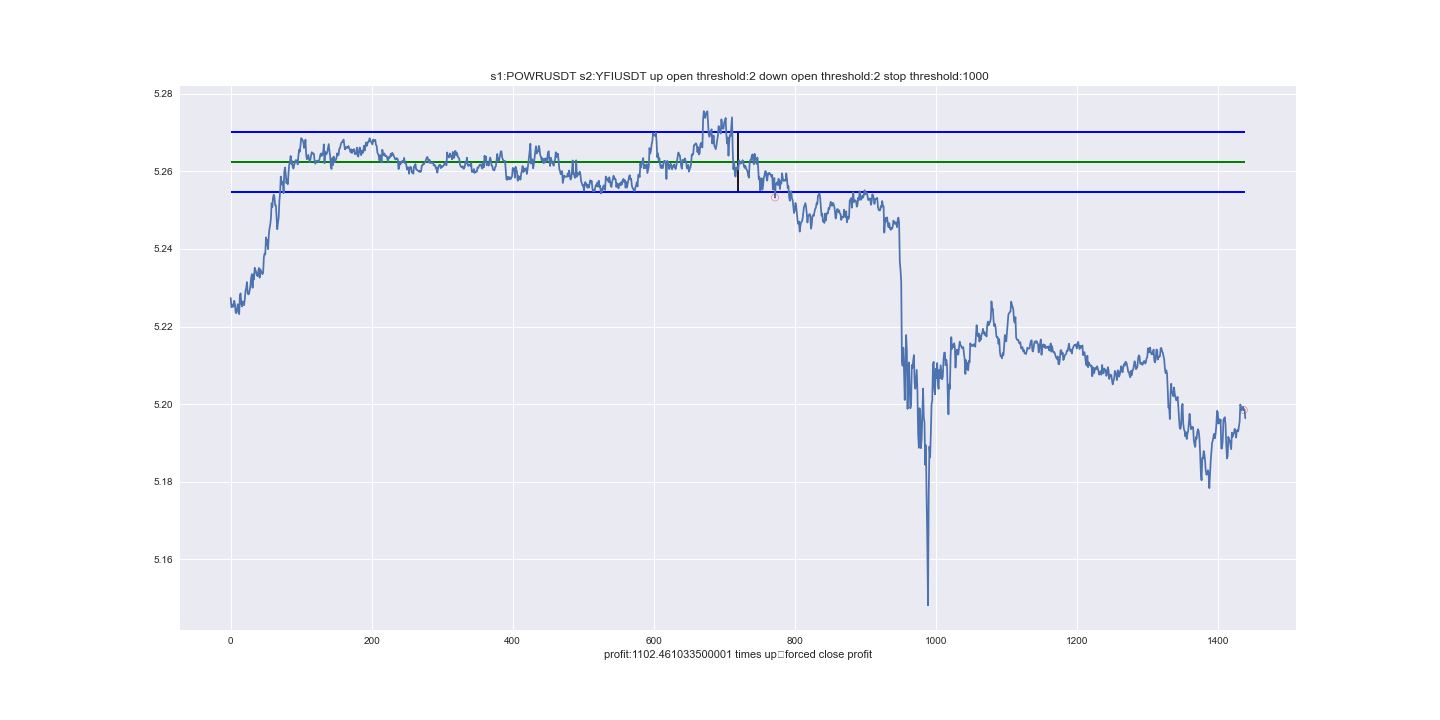 s1:POWRUSDT s2:YFIUSDT up open threshold:2 down open threshold:2 stop threshold:1000
5.28
5.26
5.24
5.22
5.20
5.18
5.16
0 200 400 600 800 1000 1200 1400
profit:1102.461033500001 times up□forced close profit